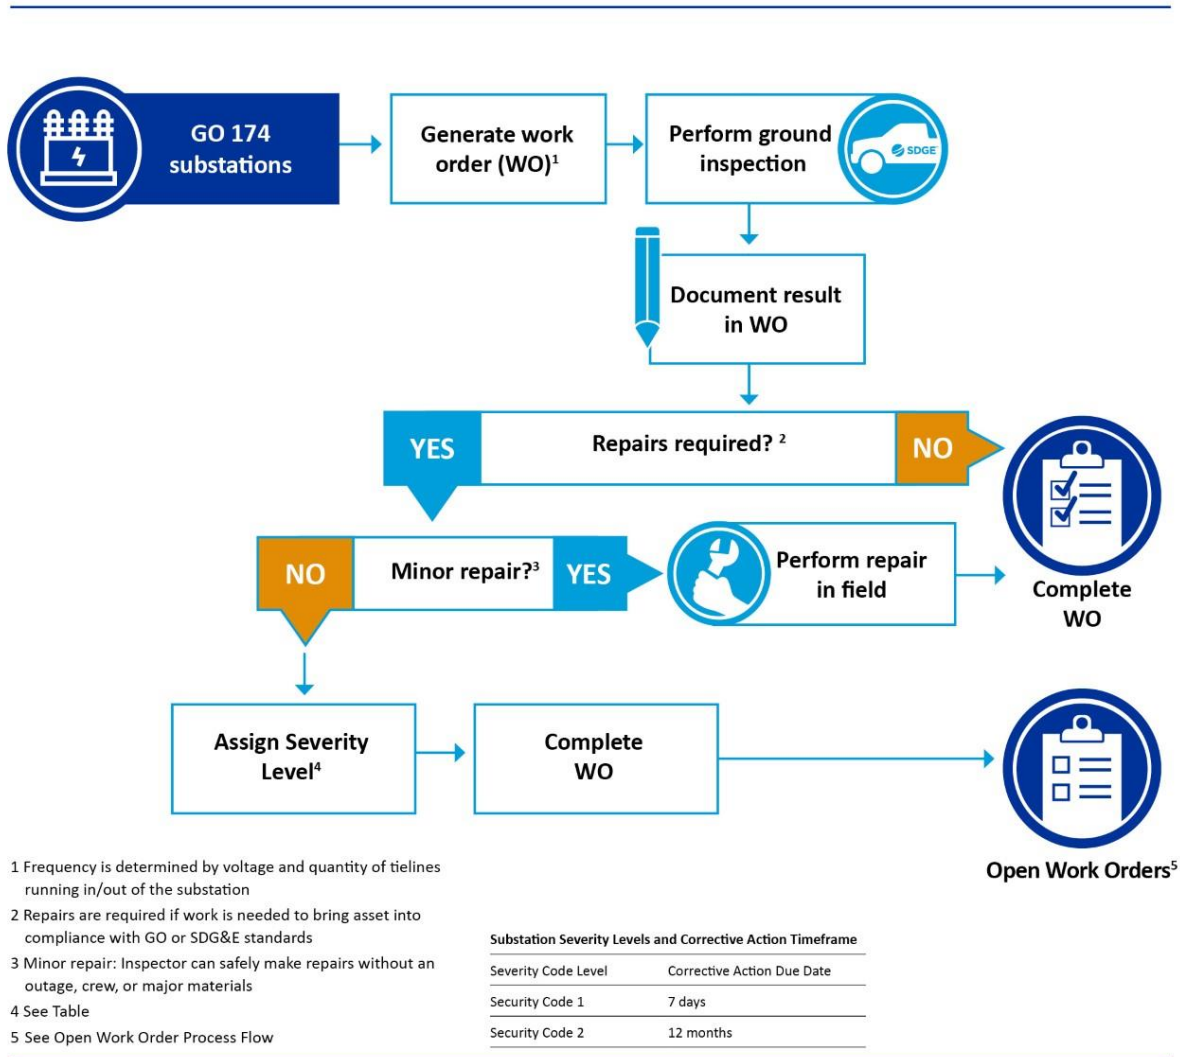 GO 174
substations
Generate work
order (WO)1
Perform ground
inspection
SDGE
Document result
in WO
YES
Repairs required? 2
NO
NO
Minor repair?3
YES
Perform repair
in field
Complete
WO
Assign Severity
Level4
Complete
WO
Open Work Orders5
1 Frequency is determined by voltage and quantity of tielines
running in/out of the substation
2 Repairs are required if work is needed to bring asset into
compliance with GO or SDG&E standards
3 Minor repair: Inspector can safely make repairs without an
outage, crew, or major materials
4 See Table
5 See Open Work Order Process Flow
Substation Severity Levels and Corrective Action Timeframe
Severity Code Level Corrective Action Due Date
Security Code 1 7 days
Security Code 2 12 months